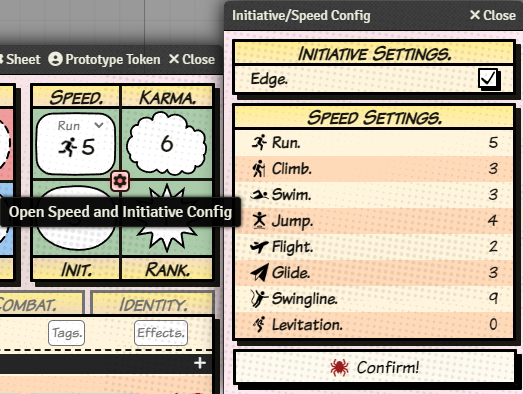 Initiative/Speed Config
Close
Sheet
Prototype Token
Close
INITIATIVE SETTINGS.
Edge.
SPEED.
KARMA.
Run
5
6
SPEED SETTINGS.
Run. 5
Climb. 3
Swim. 3
Jump. 4
Flight. 2
Glide. 3
Swingline. 9
Levitation. 0
Open Speed and Initiative Config
INIT.
RANK.
COMBAT.
IDENTITY.
Tags.
Effects.
+
Confirm!